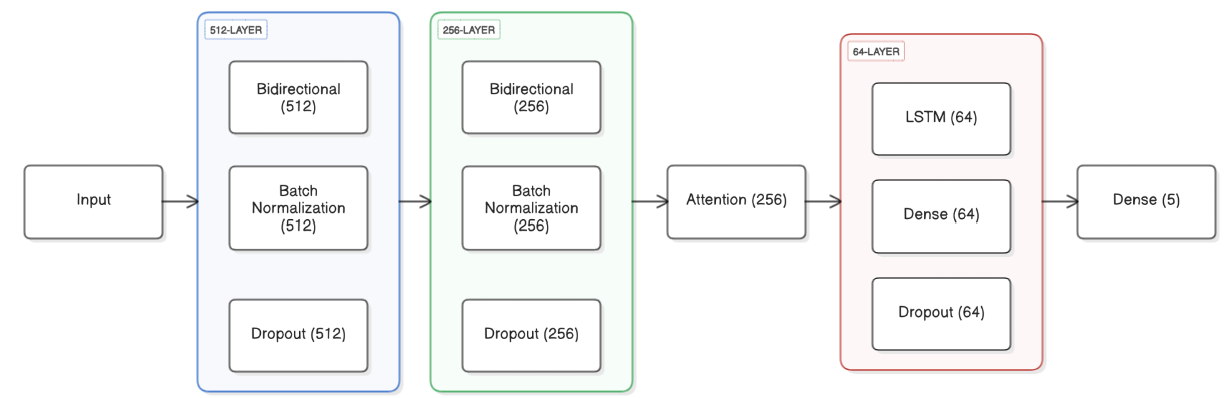 Input
512-LAYER
Bidirectional
(512)
Batch
Normalization
(512)
Dropout (512)
256-LAYER
Bidirectional
(256)
Batch
Normalization
(256)
Dropout (256)
Attention (256)
64-LAYER
LSTM (64)
Dense (64)
Dropout (64)
Dense (5)